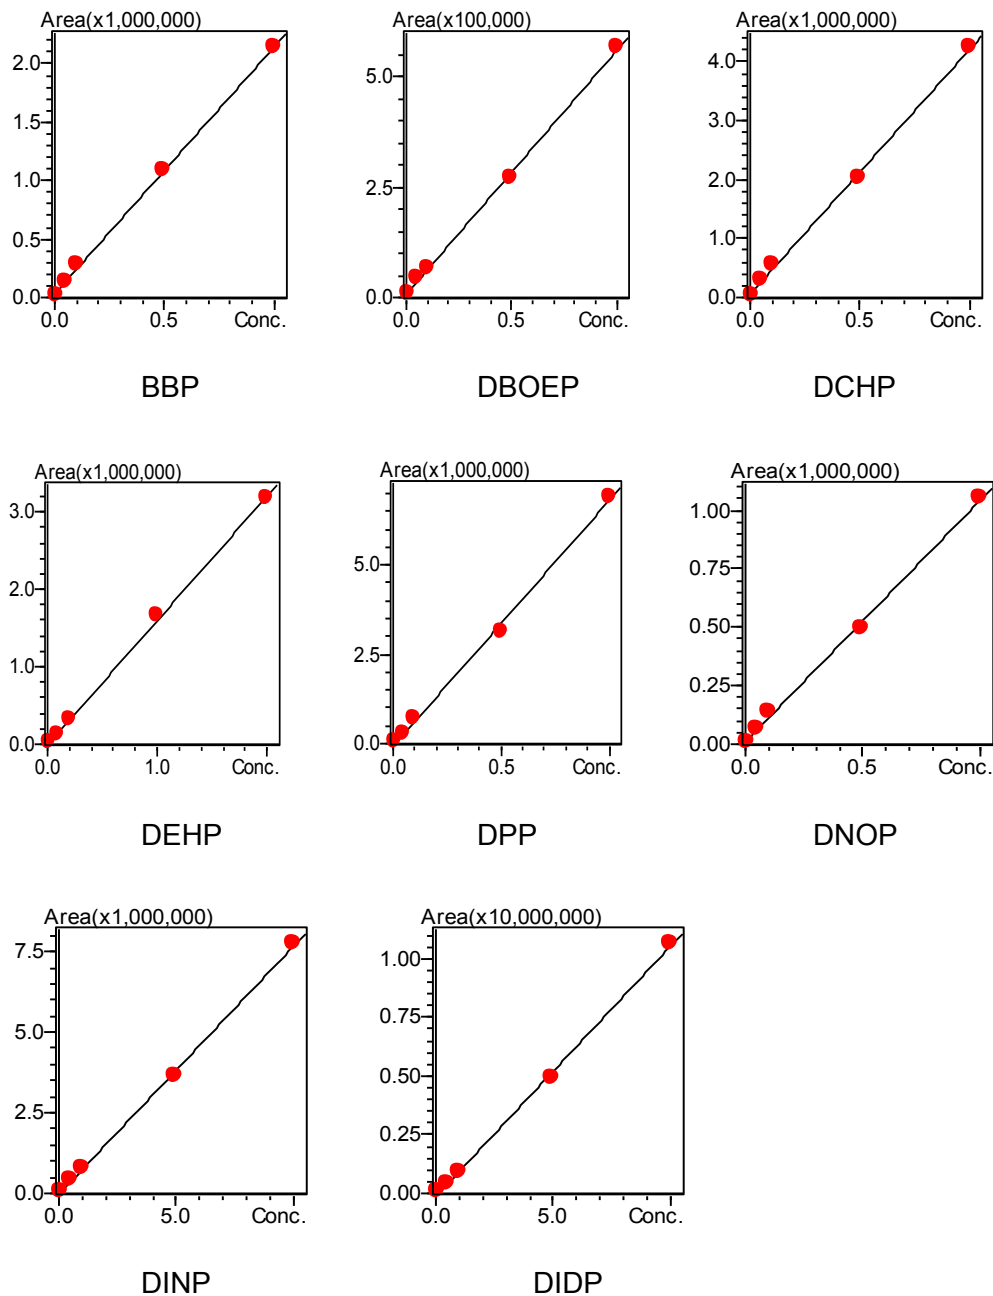 Area(x1,000,000)
2.0
1.5
1.0
0.5
0.0
0.0 0.5 Conc.
BBP
Area(x100,000)
5.0
2.5
0.0
0.0 0.5 Conc.
DBOEP
Area(x1,000,000)
4.0
3.0
2.0
1.0
0.0
0.0 0.5 Conc.
DCHP
Area(x1,000,000)
3.0
2.0
1.0
0.0
0.0 1.0 Conc.
DEHP
Area(x1,000,000)
5.0
2.5
0.0
0.0 0.5 Conc.
DPP
Area(x1,000,000)
1.00
0.75
0.50
0.25
0.00
0.0 0.5 Conc.
DNOP
Area(x1,000,000)
7.5
5.0
2.5
0.0
0.0 5.0 Conc.
DINP
Area(x10,000,000)
1.00
0.75
0.50
0.25
0.00
0.0 5.0 Conc.
DIDP